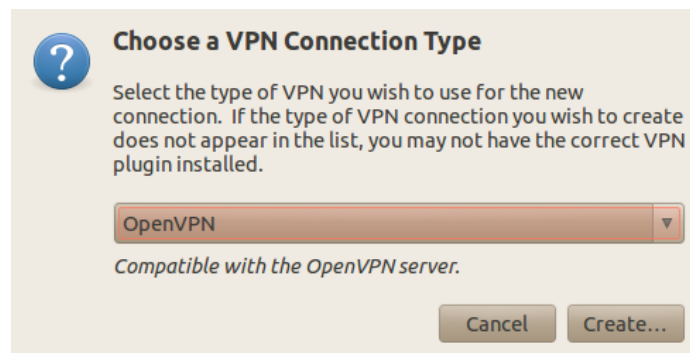 Choose a VPN Connection Type
Select the type of VPN you wish to use for the new
connection.  If the type of VPN connection you wish to create
does not appear in the list, you may not have the correct VPN
plugin installed.
OpenVPN
Compatible with the OpenVPN server.
Cancel
Create...